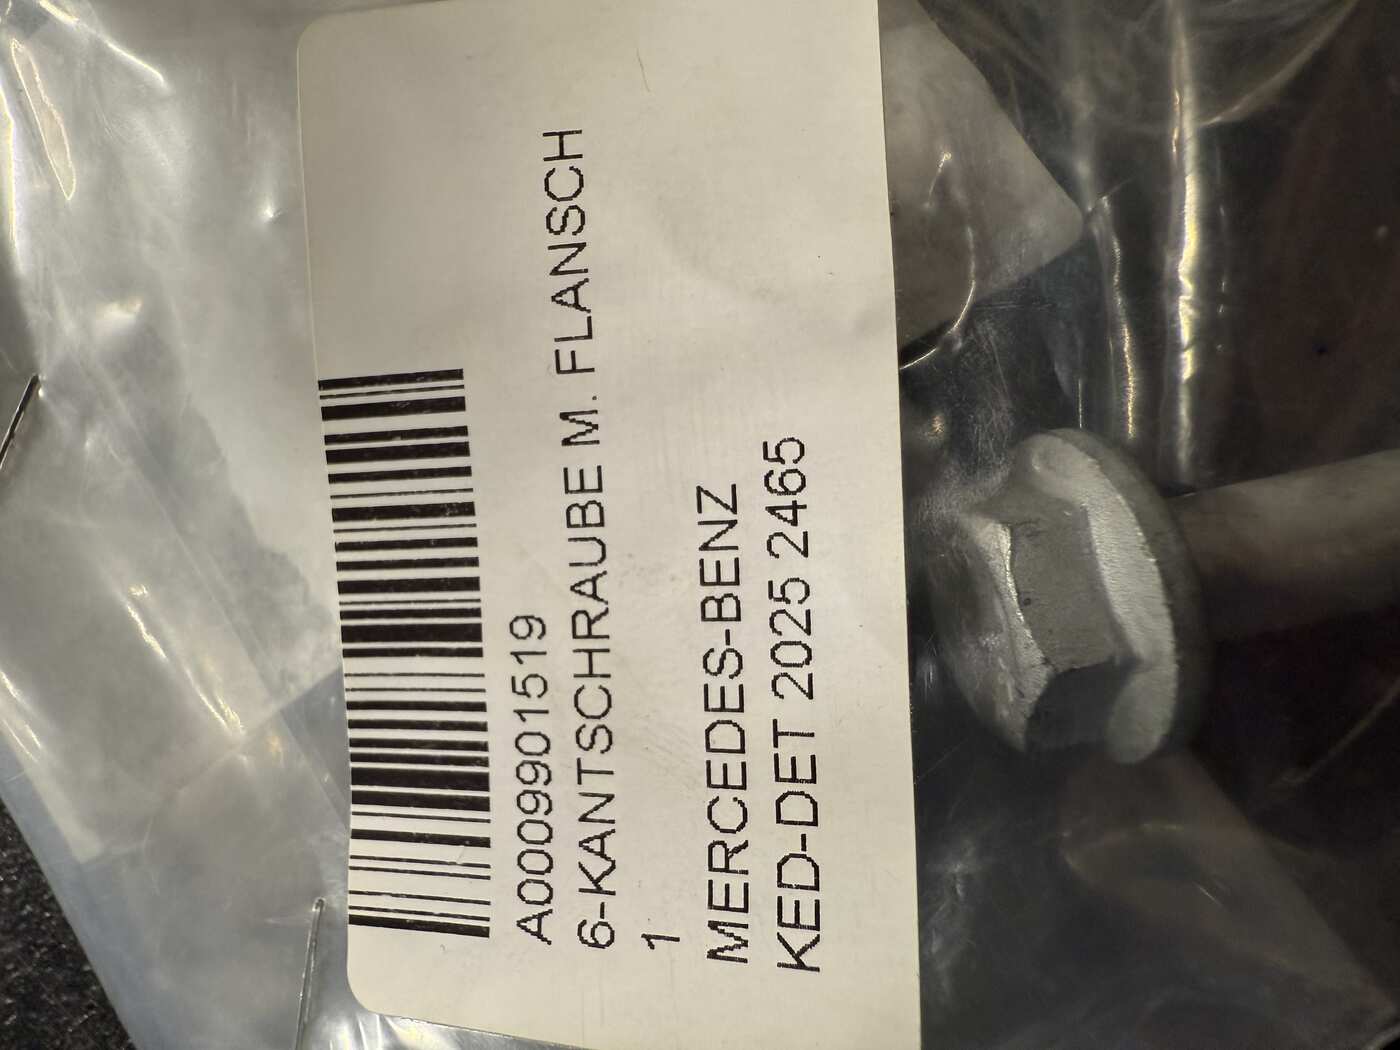 A0009901519
6-KANTSCHRAUBE M. FLANSCH
1
MERCEDES-BENZ
KED-DET 2025 2465